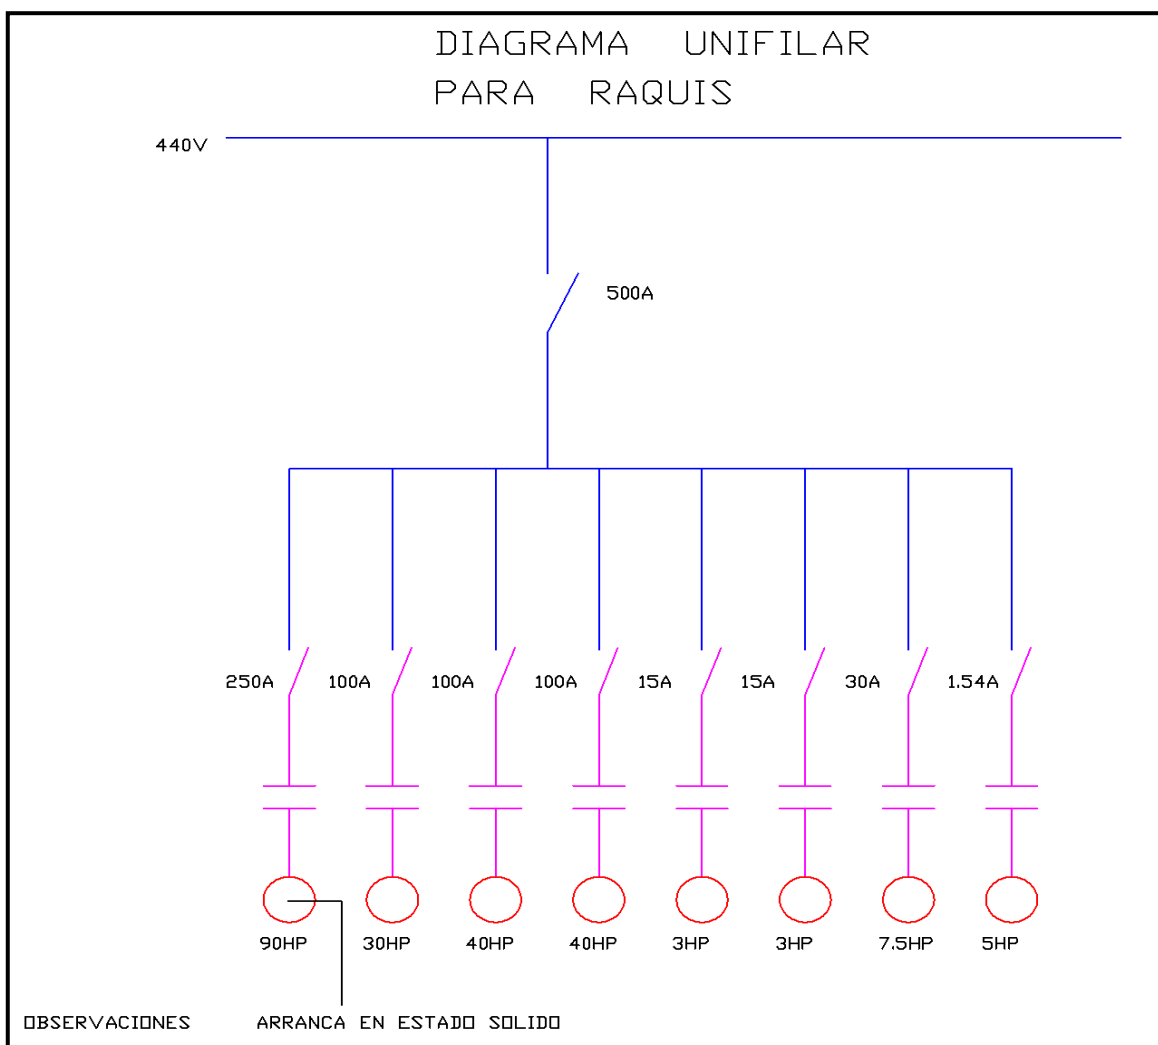 DIAGRAMA UNIFILAR
PARA RAQUIS
440V
500A
250A 100A 100A 100A 15A 15A 30A 1.54A
90HP 30HP 40HP 40HP 3HP 3HP 7.5HP 5HP
OBSERVACIONES ARRANCA EN ESTADO SOLIDO